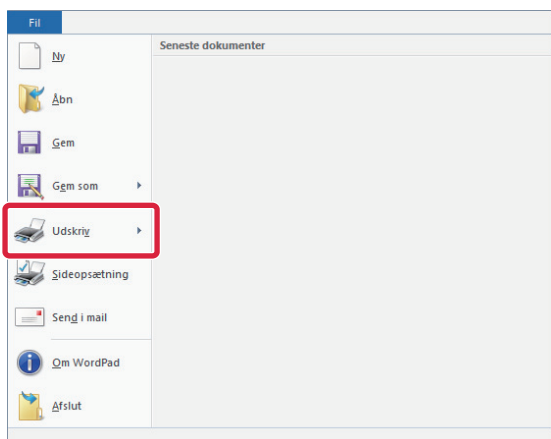 Fil
Seneste dokumenter
Ny
Åbn
Gem
Gem som
Udskriv
Sideopsætning
Send i mail
Om WordPad
Afslut